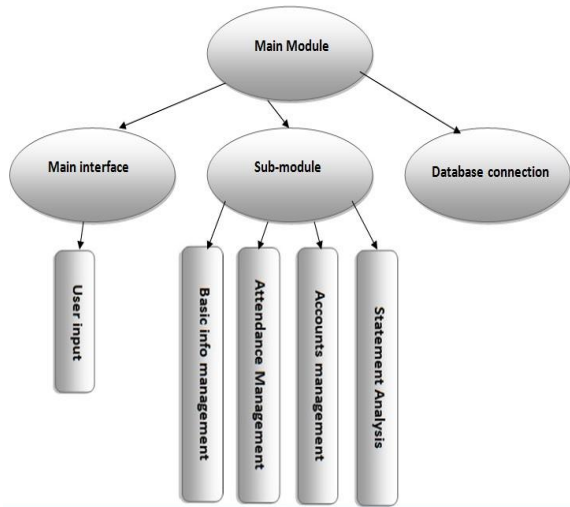 Main Module
Main interface
Sub-module
Database connection
User input
Basic info management
Attendance Management
Accounts management
Statement Analysis